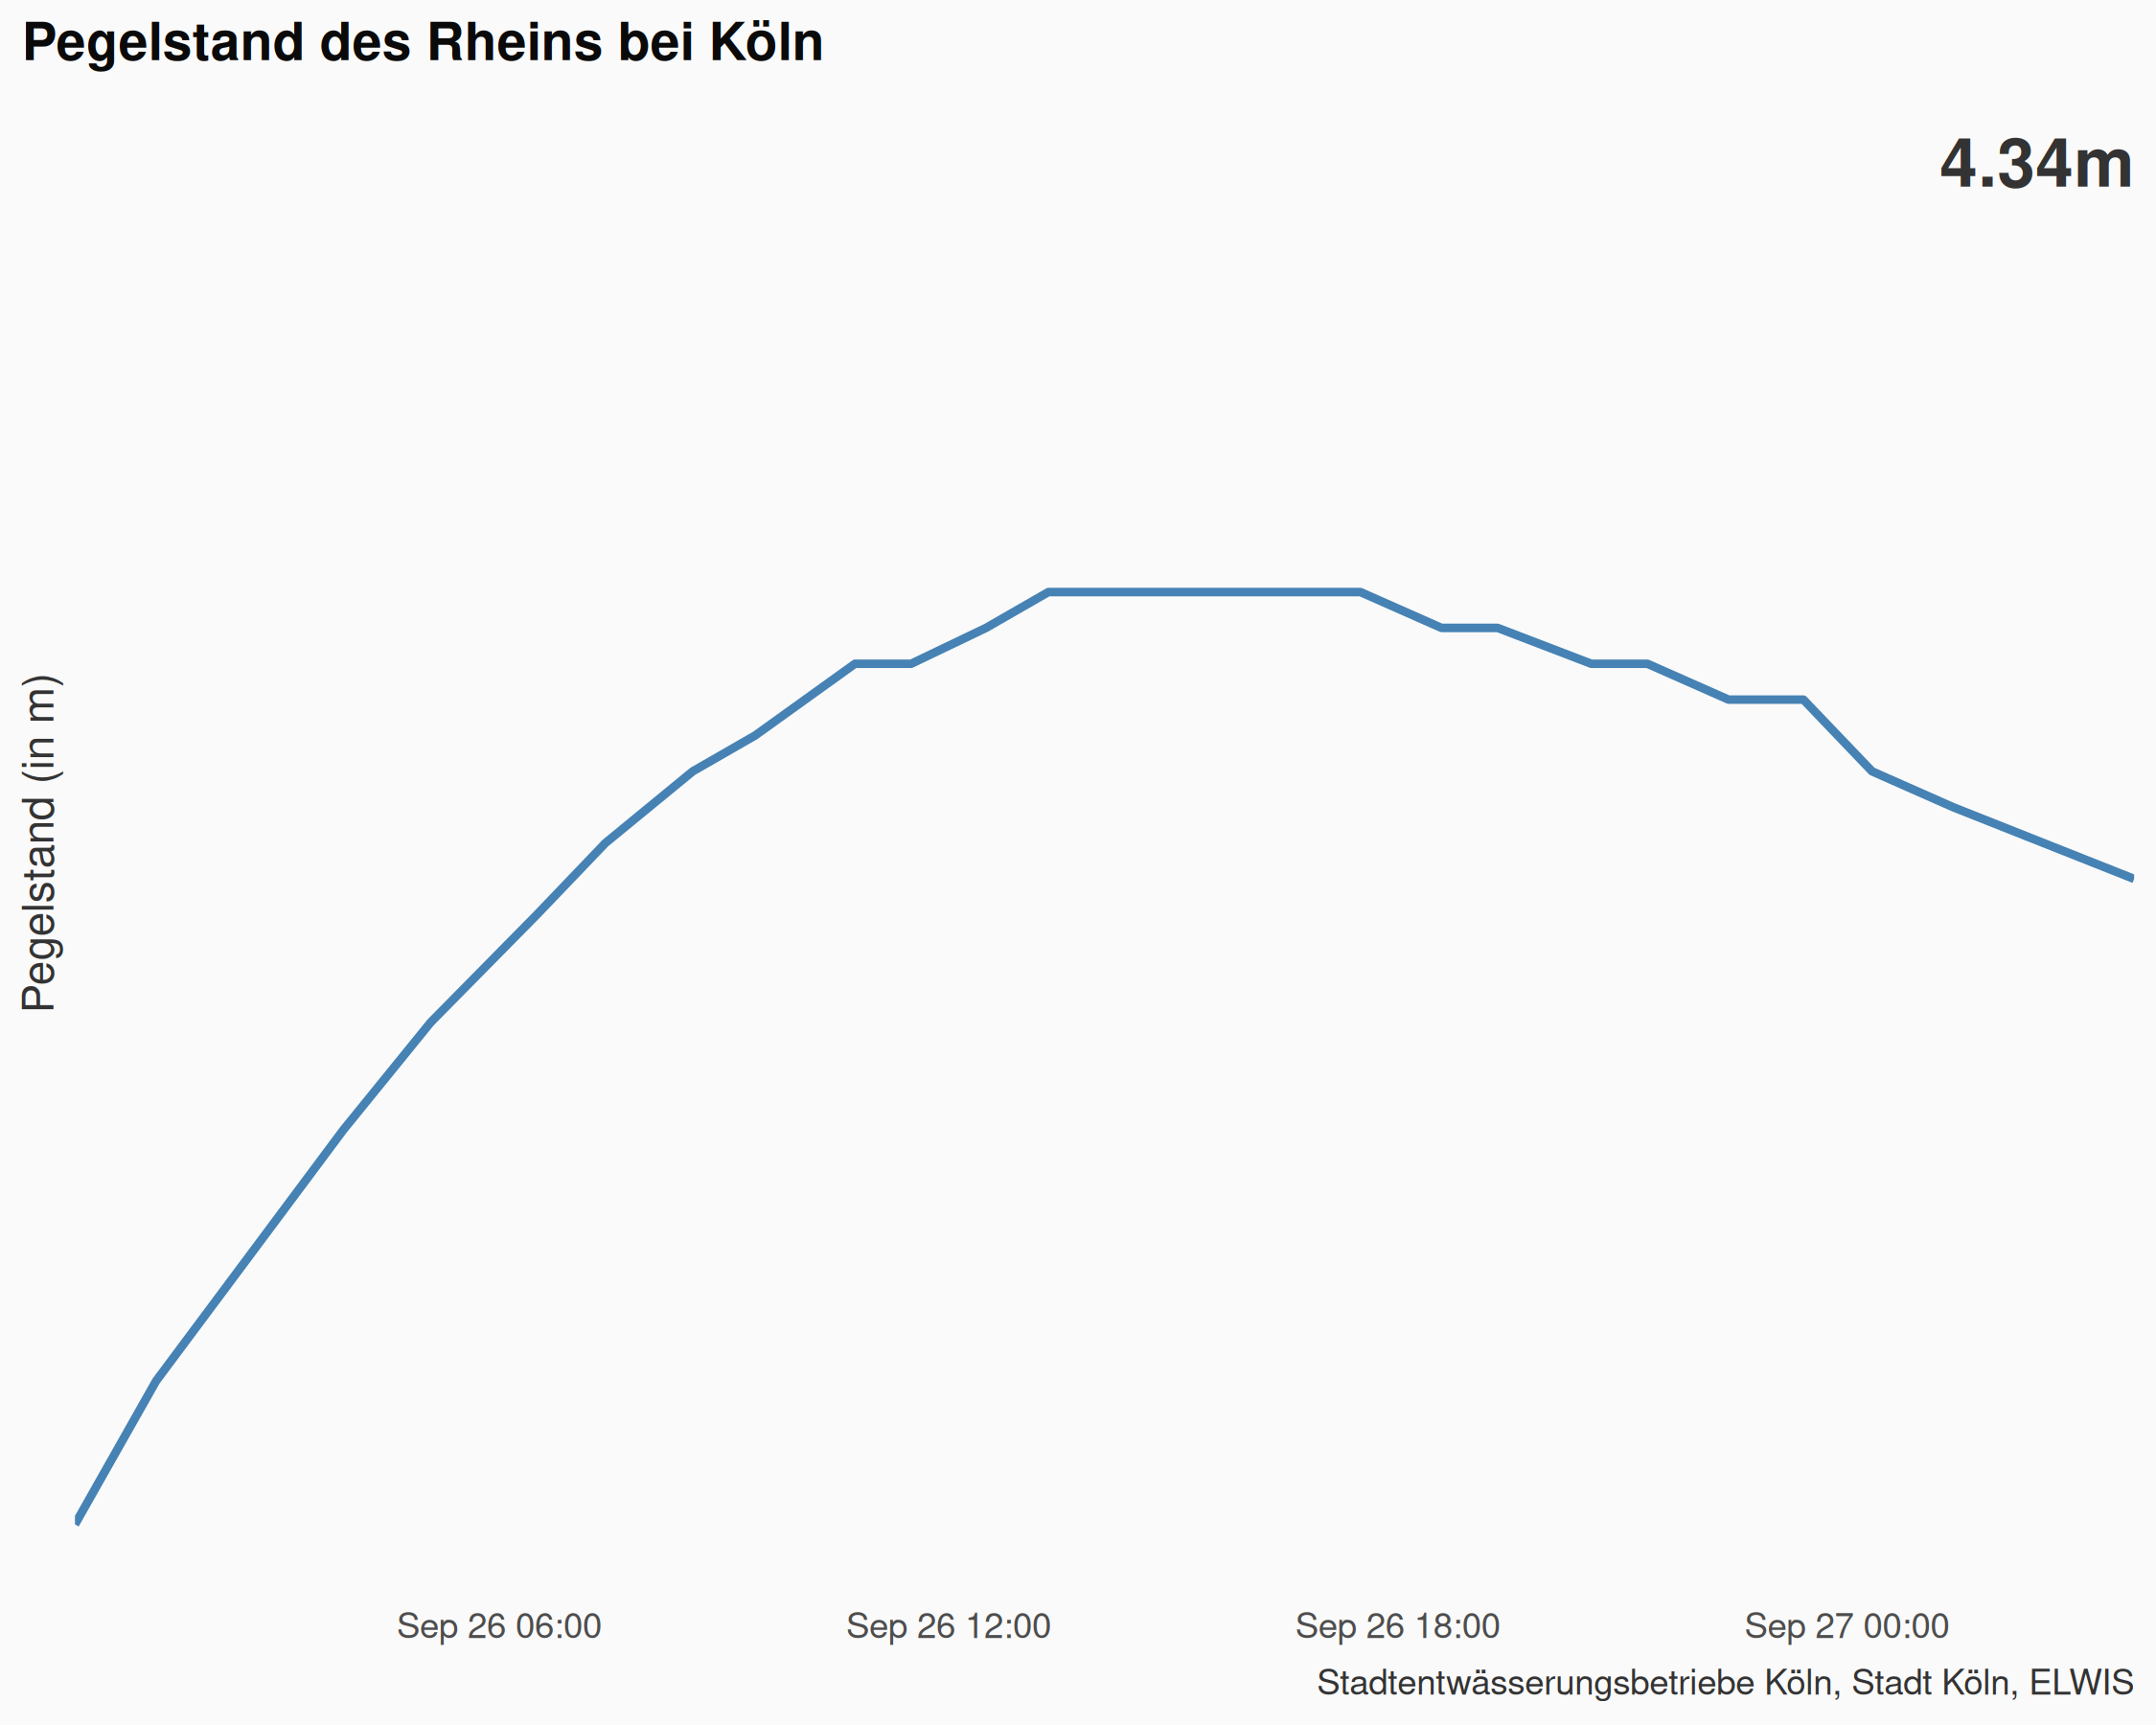 Pegelstand des Rheins bei Köln
4.34m
Pegelstand (in m)
Sep 26 06:00 Sep 26 12:00 Sep 26 18:00 Sep 27 00:00
Stadtentwässerungsbetriebe Köln, Stadt Köln, ELWIS